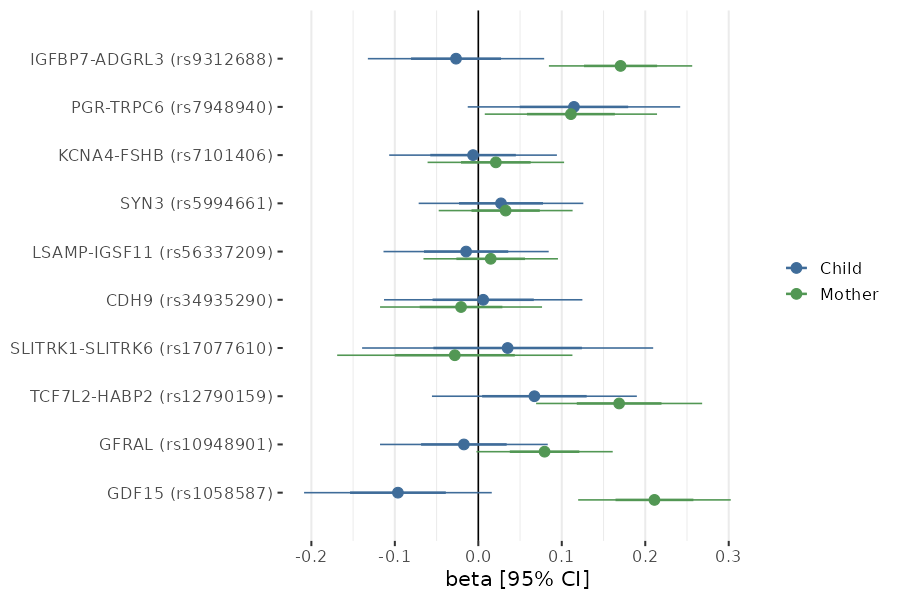 IGFBP7-ADGRL3 (rs9312688)
PGR-TRPC6 (rs7948940)
KCNA4-FSHB (rs7101406)
SYN3 (rs5994661)
LSAMP-IGSF11 (rs56337209)
CDH9 (rs34935290)
SLITRK1-SLITRK6 (rs17077610)
TCF7L2-HABP2 (rs12790159)
GFRAL (rs10948901)
GDF15 (rs1058587)
-0.2 -0.1 0.0 0.1 0.2 0.3
beta [95% CI]
Child
Mother